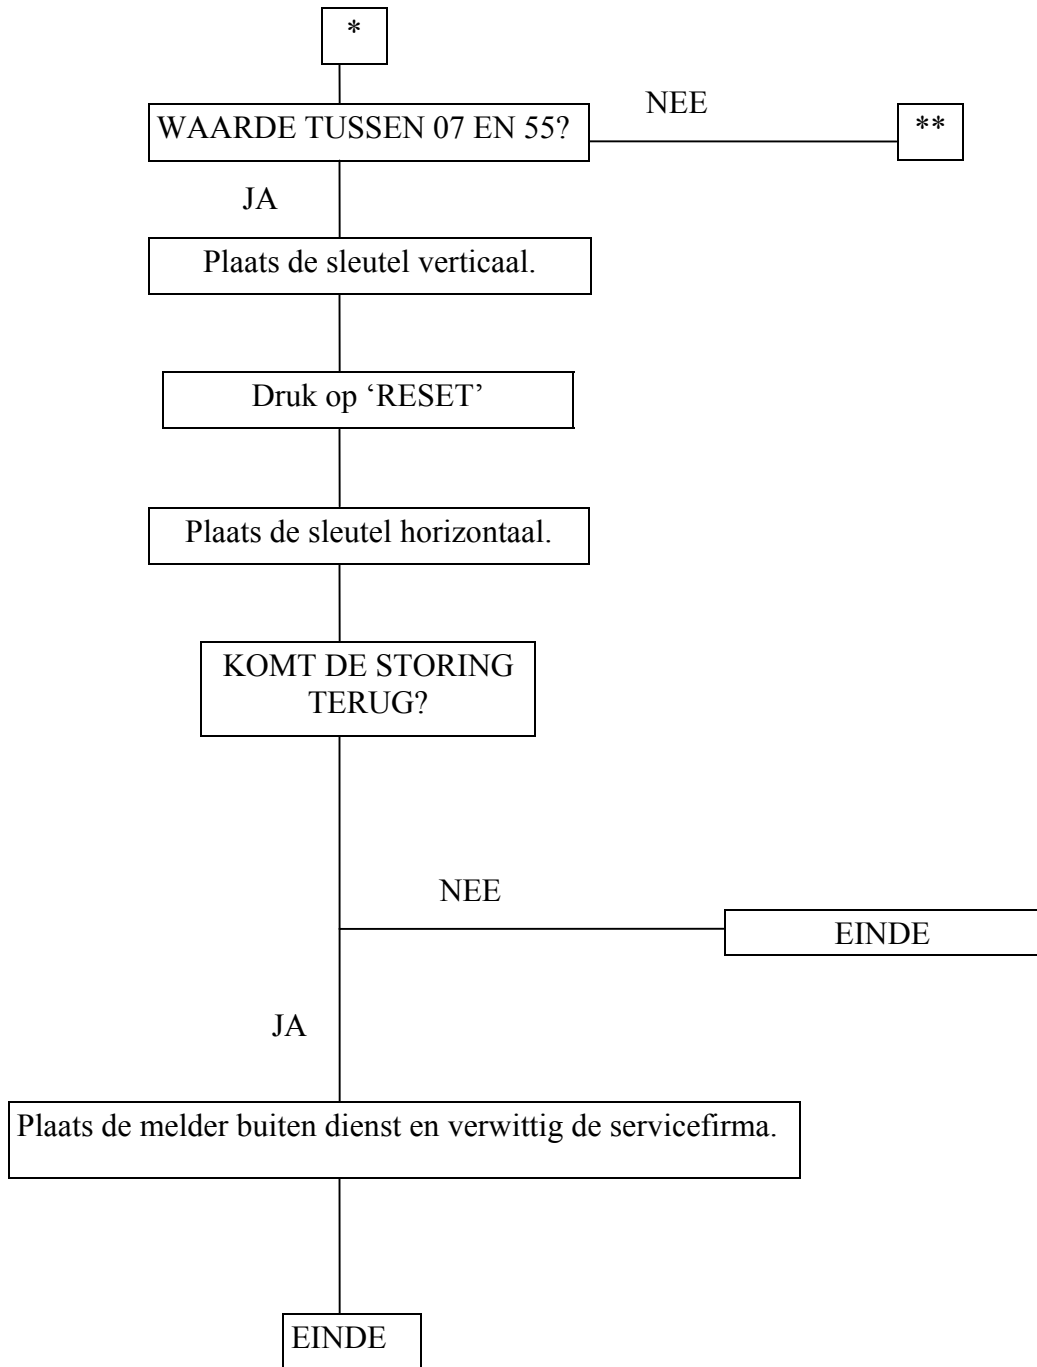 *
NEE
WAARDE TUSSEN 07 EN 55?
**
JA
Plaats de sleutel verticaal.
Druk op ‘RESET’
Plaats de sleutel horizontaal.
KOMT DE STORING
TERUG?
NEE
EINDE
JA
Plaats de melder buiten dienst en verwittig de servicefirma.
EINDE